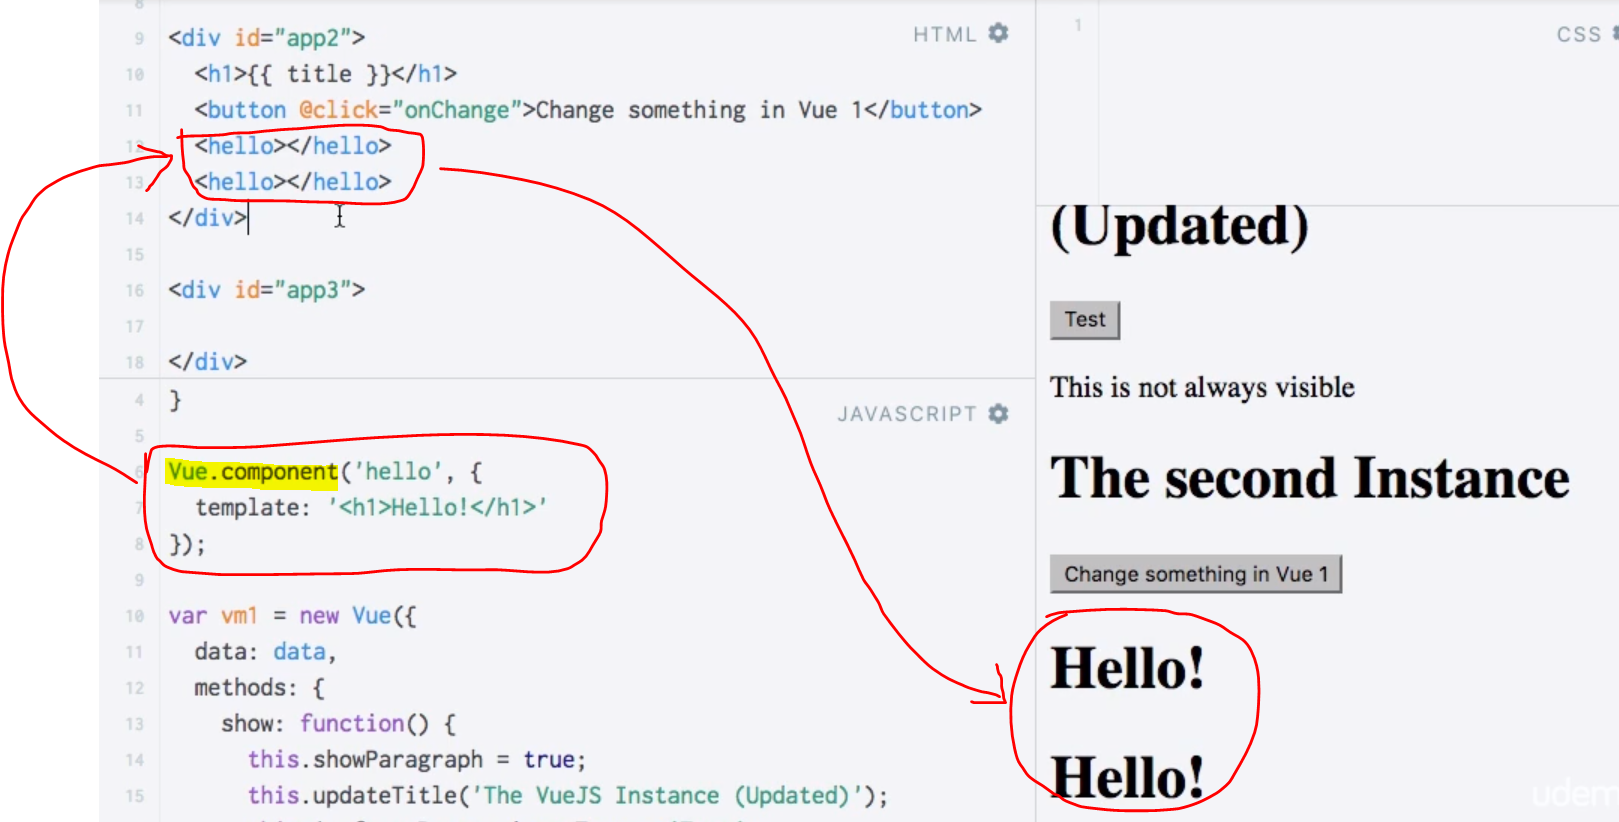 8
HTML
9 <div id="app2">
10 <h1>{{ title }}</h1>
11 <button @click="onChange">Change something in Vue 1</button>
12 <hello></hello>
13 <hello></hello>
14 </div>
15
16 <div id="app3">
17
18 </div>
JAVASCRIPT
4 }
5
6 Vue.component('hello', {
7 template: '<h1>Hello!</h1>'
8 });
9
10 var vm1 = new Vue({
11 data: data,
12 methods: {
13 show: function() {
14 this.showParagraph = true;
15 this.updateTitle('The VueJS Instance (Updated)');
1
CSS
(Updated)
Test
This is not always visible
The second Instance
Change something in Vue 1
Hello!
Hello!
udem